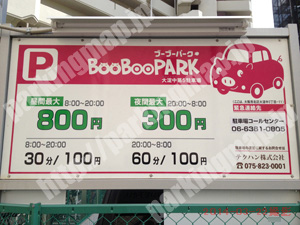 P
ブーブーパーク
BooBooPARK
大淀中第5駐車場
昼間最大 8:00~20:00
800円
夜間最大 20:00~8:00
300円
8:00~20:00
30分/100円
20:00~8:00
60分/100円
緊急連絡先
駐車場コールセンター
06-6361-0805
テクハン株式会社
075-823-0001